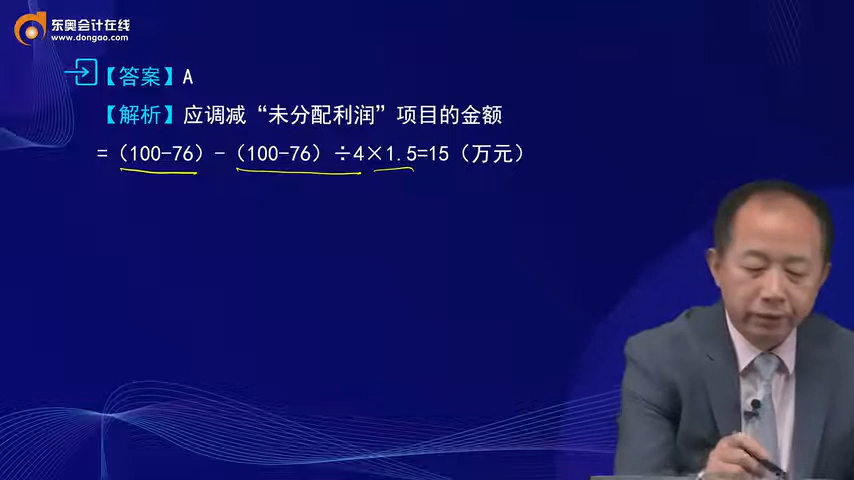 东奥会计在线
www.dongao.com
【答案】A
【解析】应调减“未分配利润”项目的金额
=（100-76）-（100-76）÷4×1.5=15（万元）